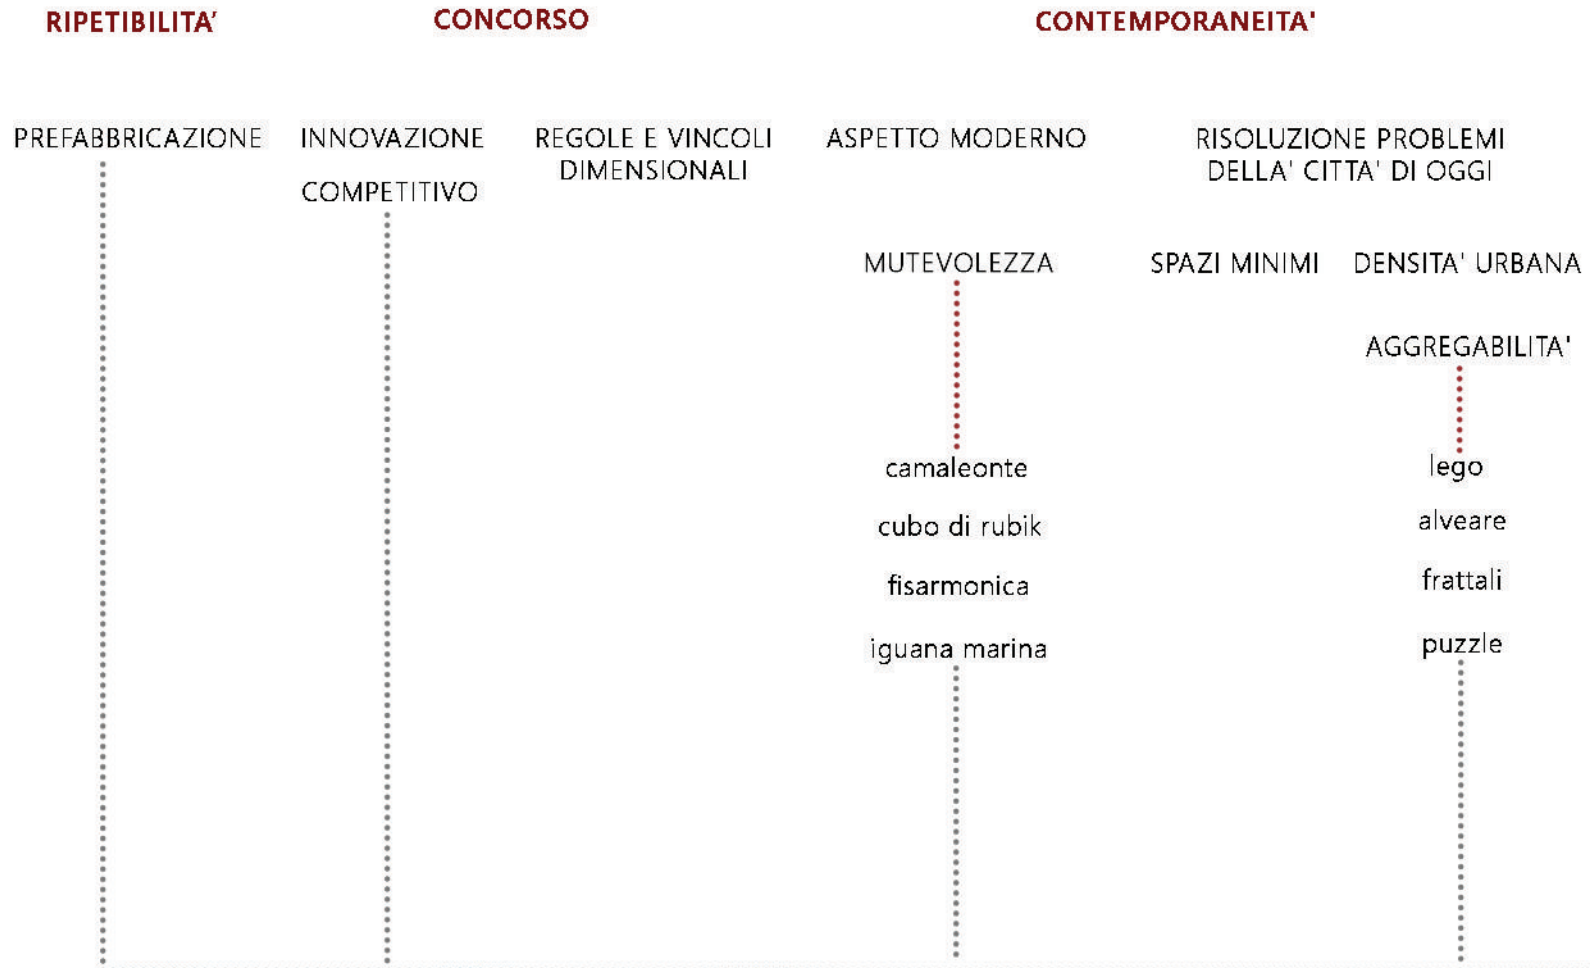 RIPETIBILITA’ CONCORSO CONTEMPORANEITA'
PREFABBRICAZIONE INNOVAZIONE REGOLE E VINCOLI ASPETTO MODERNO RISOLUZIONE PROBLEMI
DIMENSIONALI DELLA' CITTA' DI OGGI
COMPETITIVO
MUTEVOLEZZA SPAZI MINIMI DENSITA' URBANA
AGGREGABILITA'
camaleonte lego
cubo di rubik alveare
fisarmonica frattali
iguana marina puzzle